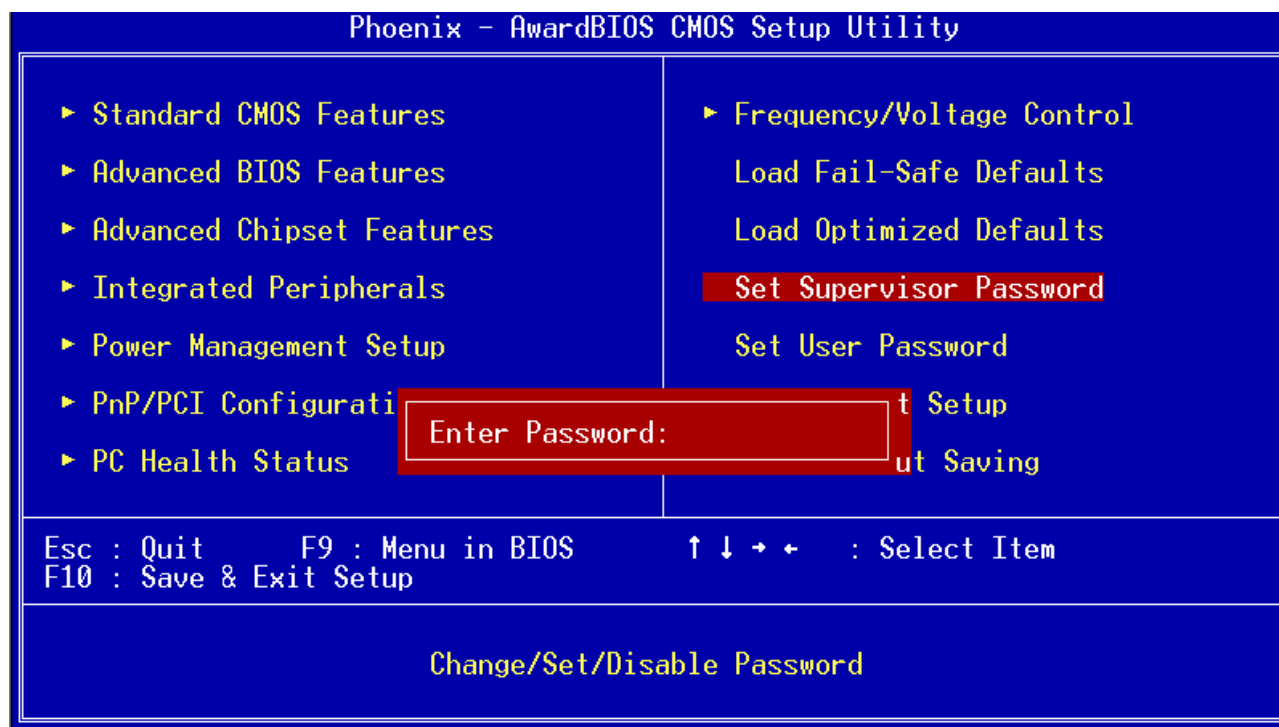 Phoenix - AwardBIOS CMOS Setup Utility
▸ Standard CMOS Features
▸ Advanced BIOS Features
▸ Advanced Chipset Features
▸ Integrated Peripherals
▸ Power Management Setup
▸ PnP/PCI Configurati
▸ PC Health Status
▸ Frequency/Voltage Control
Load Fail-Safe Defaults
Load Optimized Defaults
Set Supervisor Password
Set User Password
t Setup
ut Saving
Enter Password:
Esc : Quit F9 : Menu in BIOS ↑ ↓ → ← : Select Item
F10 : Save & Exit Setup
Change/Set/Disable Password